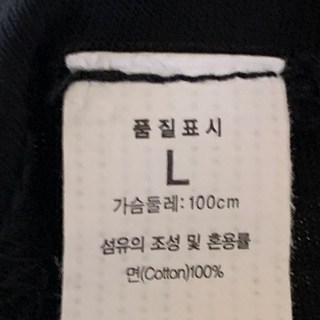 품질표시
L
가슴둘레: 100cm
섬유의 조성 및 혼용률
면(Cotton)100%